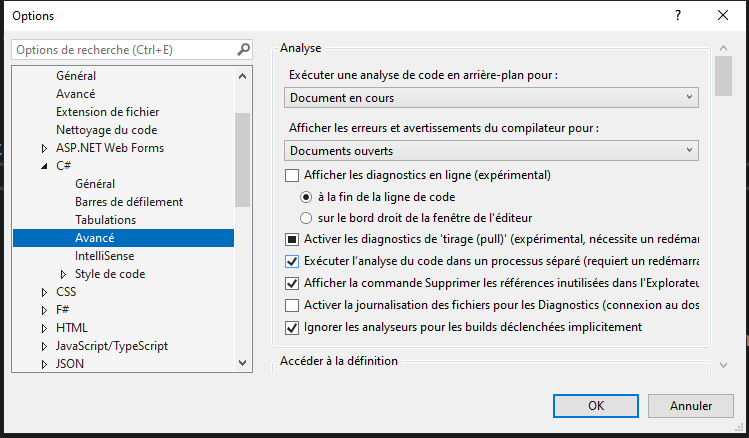 Options
Options de recherche (Ctrl+E)
Général
Avancé
Extension de fichier
Nettoyage du code
ASP.NET Web Forms
C#
Général
Barres de défilement
Tabulations
Avancé
IntelliSense
Style de code
CSS
F#
HTML
JavaScript/TypeScript
JSON
Analyse
Exécuter une analyse de code en arrière-plan pour :
Document en cours
Afficher les erreurs et avertissements du compilateur pour :
Documents ouverts
Afficher les diagnostics en ligne (expérimental)
à la fin de la ligne de code
sur le bord droit de la fenêtre de l'éditeur
Activer les diagnostics de 'tirage (pull)' (expérimental, nécessite un redémar
Exécuter l'analyse du code dans un processus séparé (requiert un redémarra
Afficher la commande Supprimer les références inutilisées dans l'Explorateu
Activer la journalisation des fichiers pour les Diagnostics (connexion au dos
Ignorer les analyseurs pour les builds déclenchées implicitement
Accéder à la définition
OK
Annuler